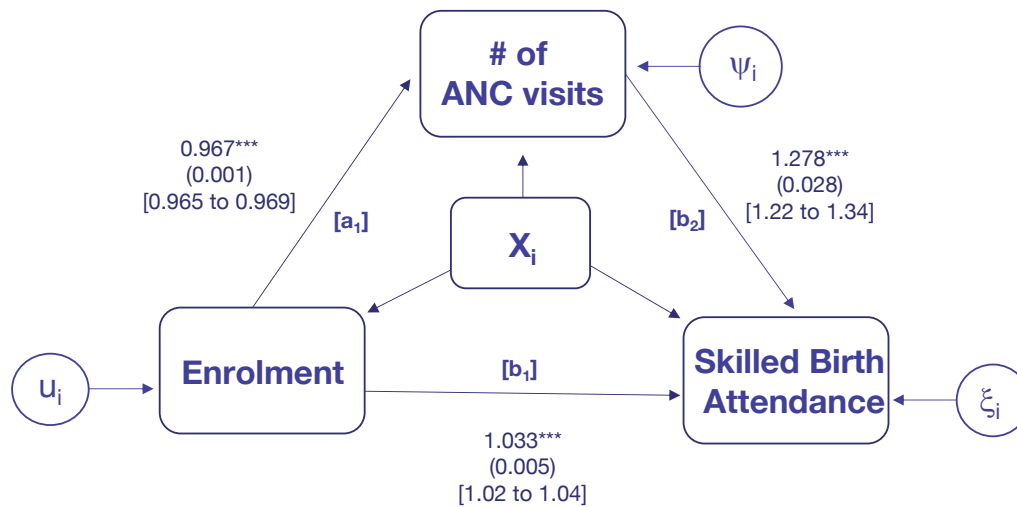 # of
ANC visits
ψi
0.967***
(0.001)
[0.965 to 0.969]
[a1]
1.278***
(0.028)
[1.22 to 1.34]
[b2]
Xi
ui
Enrolment
[b1]
Skilled Birth
Attendance
ξi
1.033***
(0.005)
[1.02 to 1.04]